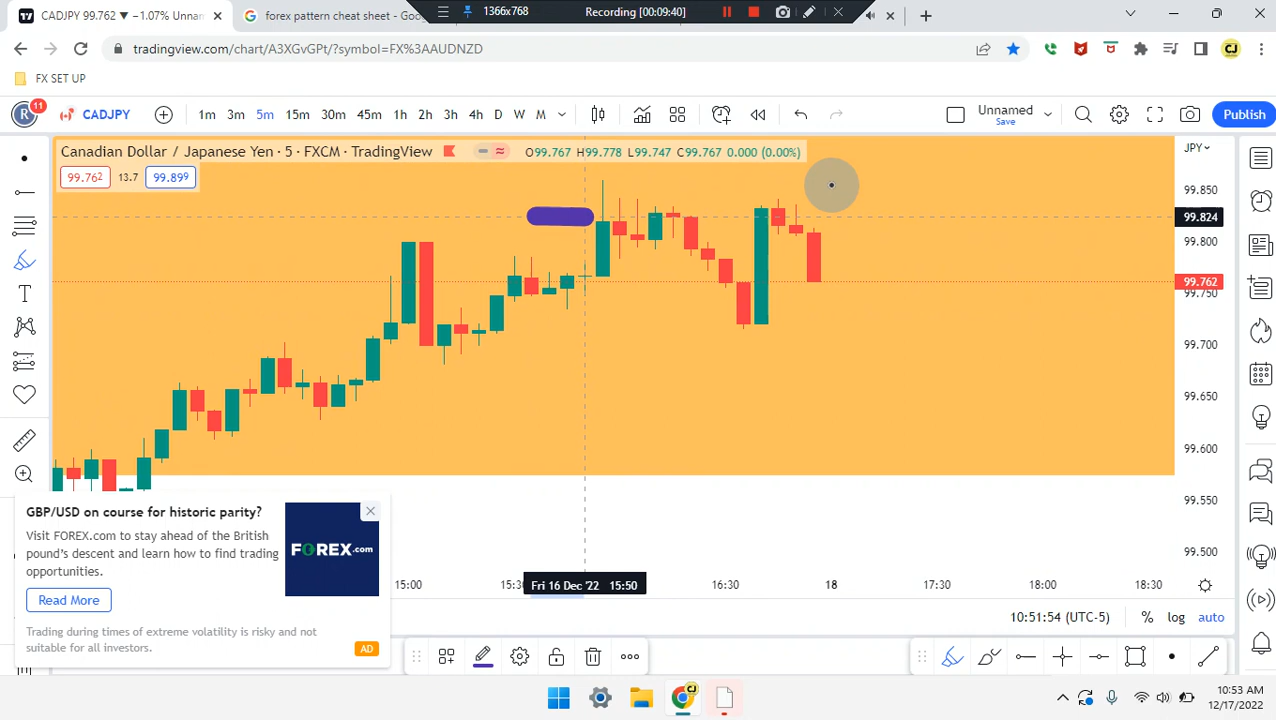 CADJPY 99.762 ▼ −1.07% Unnam
forex pattern cheat sheet - Goo
1366x768
Recording [00:09:40]
tradingview.com/chart/A3XGvGPt/?symbol=FX%3AAUDNZD
FX SET UP
R 11
CADJPY
1m 3m 5m 15m 30m 45m 1h 2h 3h 4h D W M
Unnamed
Save
Publish
Canadian Dollar / Japanese Yen · 5 · FXCM · TradingView
O99.767 H99.778 L99.747 C99.767 0.000 (0.00%)
JPY
99.762 13.7 99.899
99.850
99.824
99.800
99.762
99.750
99.700
99.650
99.600
99.550
99.500
GBP/USD on course for historic parity?
Visit FOREX.com to stay ahead of the British
pound's descent and learn how to find trading
opportunities.
FOREX.com
Read More
Trading during times of extreme volatility is risky and not
suitable for all investors.
AD
15:00 15:30 Fri 16 Dec '22 15:50 16:30 18 17:30 18:00 18:30
10:51:54 (UTC-5) % log auto
10:53 AM
12/17/2022